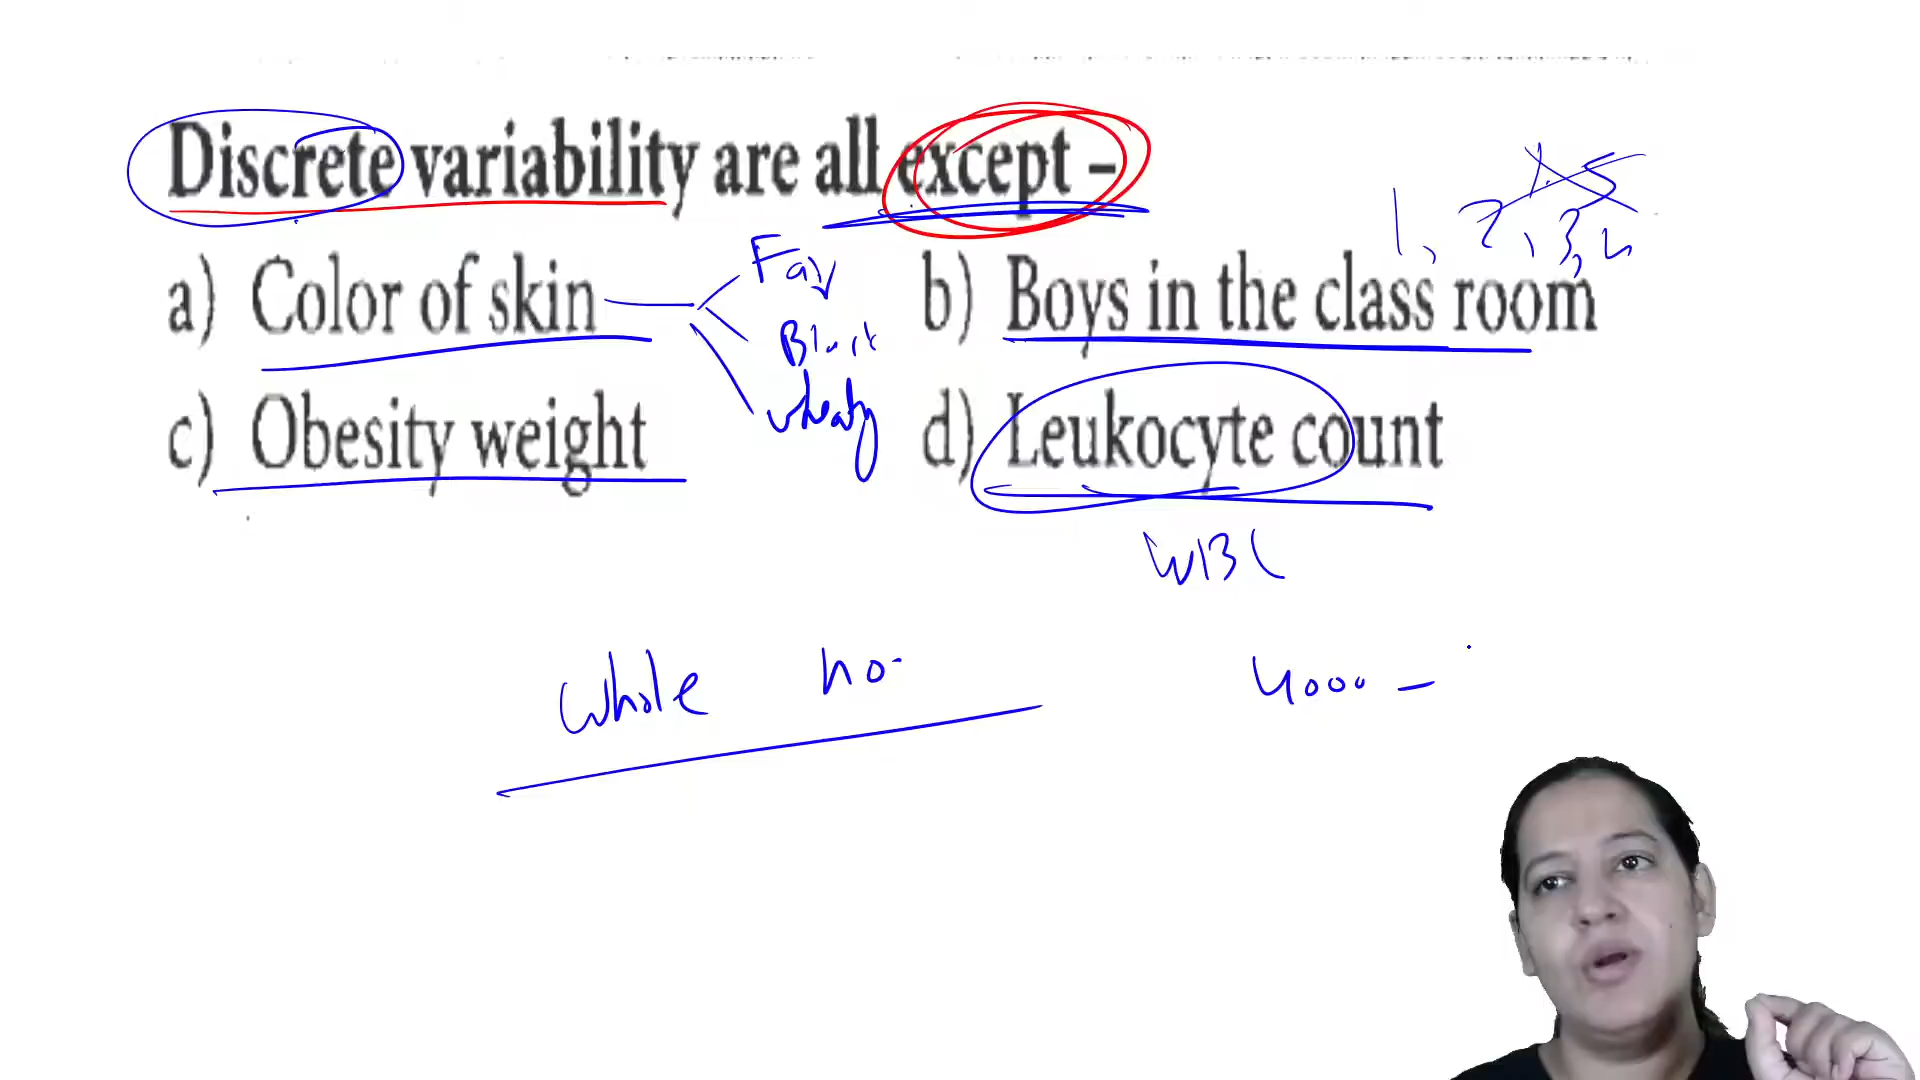 Discrete variability are all except –
a) Color of skin
b) Boys in the class room
c) Obesity weight
d) Leukocyte count
1, 2, 3, 4
1.5
Fair
Black
wheaty
WBC
whole no.
4000 –